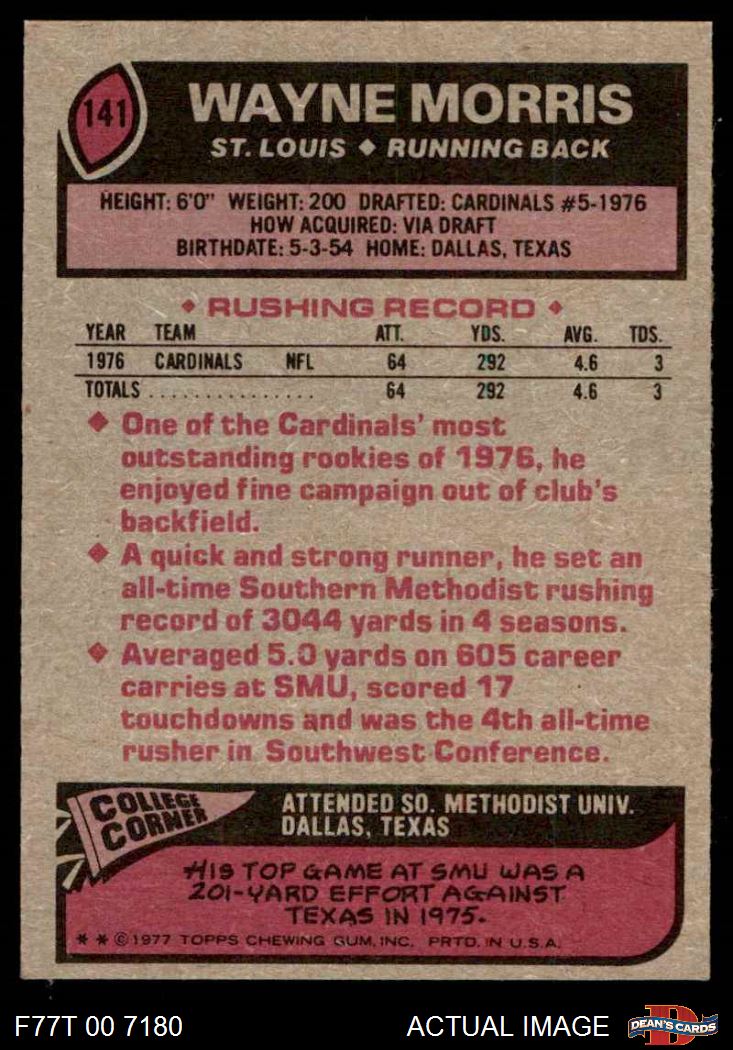 141
WAYNE MORRIS
ST. LOUIS ♦ RUNNING BACK
HEIGHT: 6'0" WEIGHT: 200 DRAFTED: CARDINALS #5-1976
HOW ACQUIRED: VIA DRAFT
BIRTHDATE: 5-3-54 HOME: DALLAS, TEXAS
♦ RUSHING RECORD ♦
YEAR TEAM ATT. YDS. AVG. TDS.
1976 CARDINALS NFL 64 292 4.6 3
TOTALS . . . . . . . . . . . . . . . 64 292 4.6 3
♦ One of the Cardinals' most
outstanding rookies of 1976, he
enjoyed fine campaign out of club's
backfield.
♦ A quick and strong runner, he set an
all-time Southern Methodist rushing
record of 3044 yards in 4 seasons.
♦ Averaged 5.0 yards on 605 career
carries at SMU, scored 17
touchdowns and was the 4th all-time
rusher in Southwest Conference.
COLLEGE
CORNER
ATTENDED SO. METHODIST UNIV.
DALLAS, TEXAS
HIS TOP GAME AT SMU WAS A
201-YARD EFFORT AGAINST
TEXAS IN 1975.
* * © 1977 TOPPS CHEWING GUM, INC. PRTD. IN U.S.A.
F77T 00 7180 ACTUAL IMAGE
D
DEAN'S CARDS